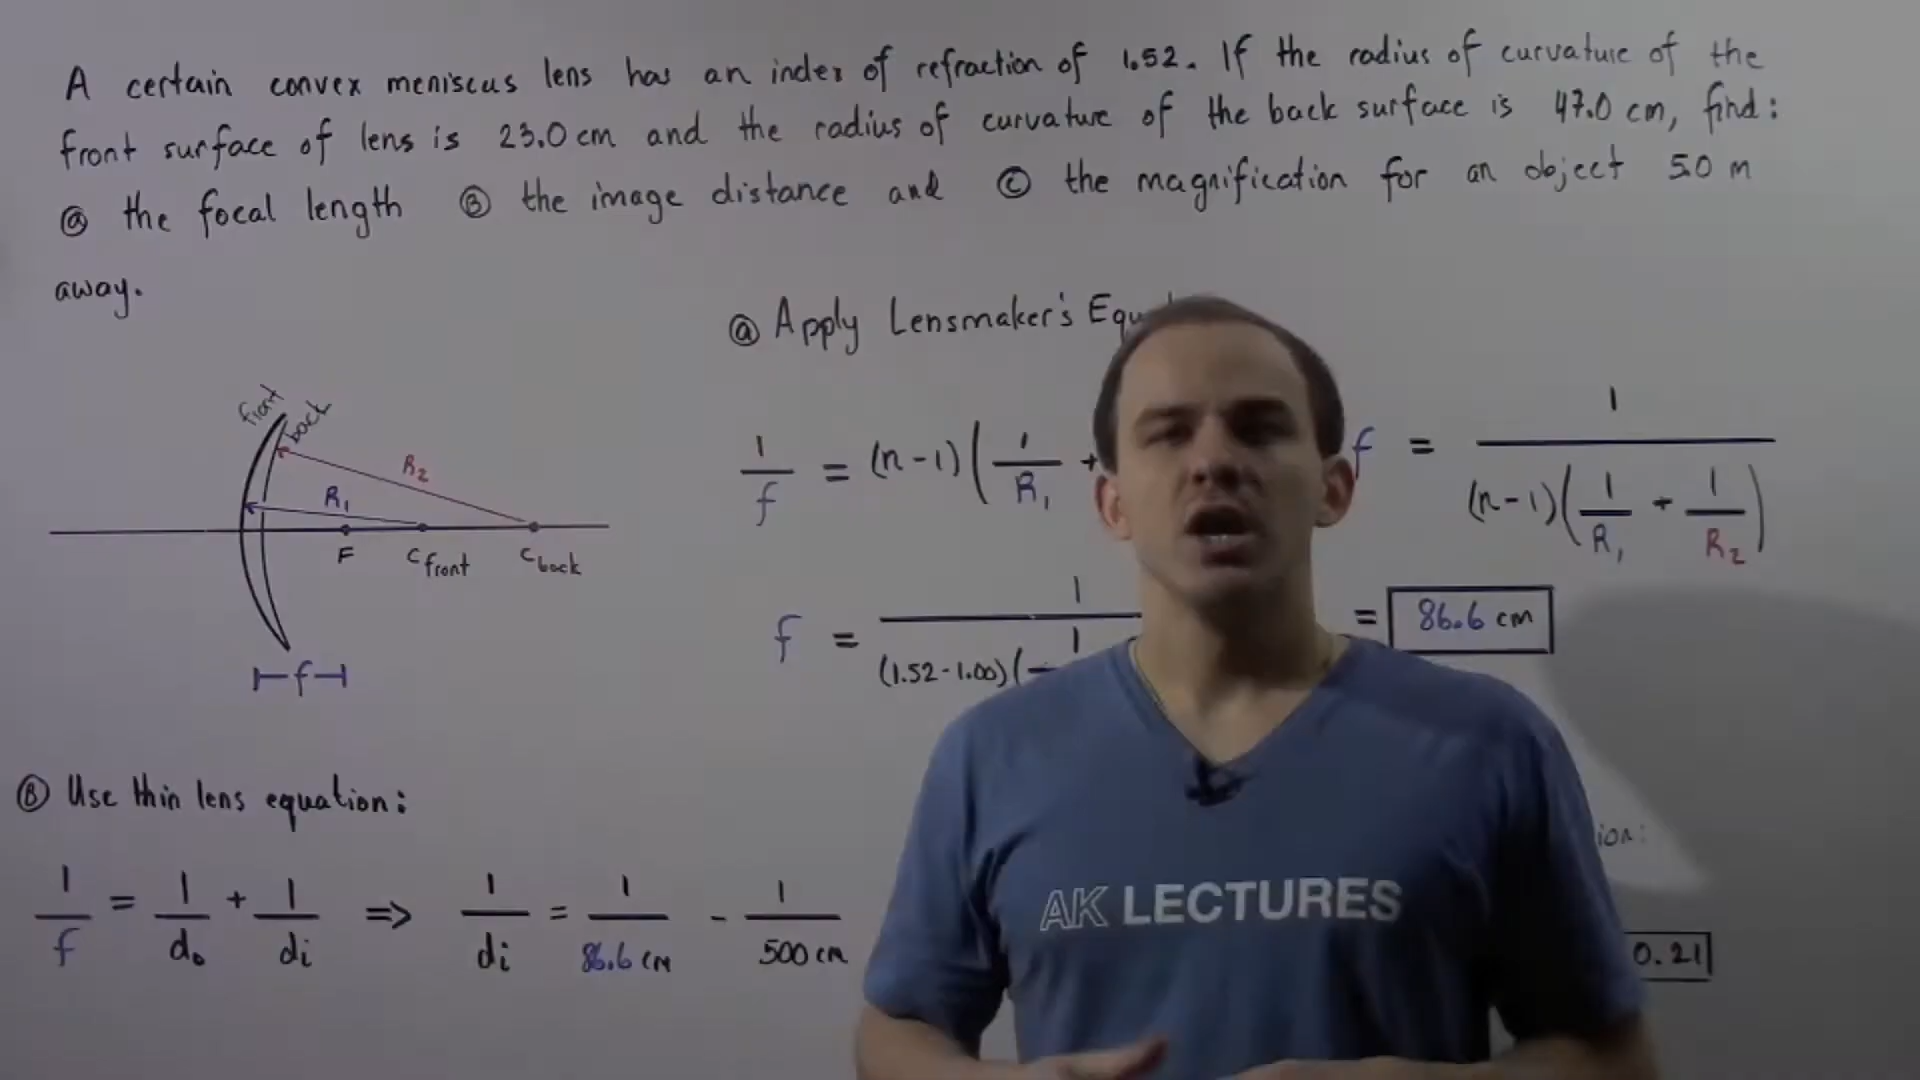 A certain convex meniscus lens has an index of refraction of 1.52. If the radius of curvature of the
front surface of lens is 23.0 cm and the radius of curvature of the back surface is 47.0 cm, find:
ⓐ the focal length Ⓑ the image distance and Ⓒ the magnification for an object 5.0 m
away.
ⓐ Apply Lensmaker's
front
back
R2
R1
F
Cfront
Cback
f
1/f = (n-1)(1/R1 +
f = 1/((n-1)(1/R1 + 1/R2))
f = 1/((1.52-1.00)(1
= 86.6 cm
Ⓑ Use thin lens equation:
1/f = 1/do + 1/di => 1/di = 1/86.6 cm - 1/500 cm
0.21
AK LECTURES